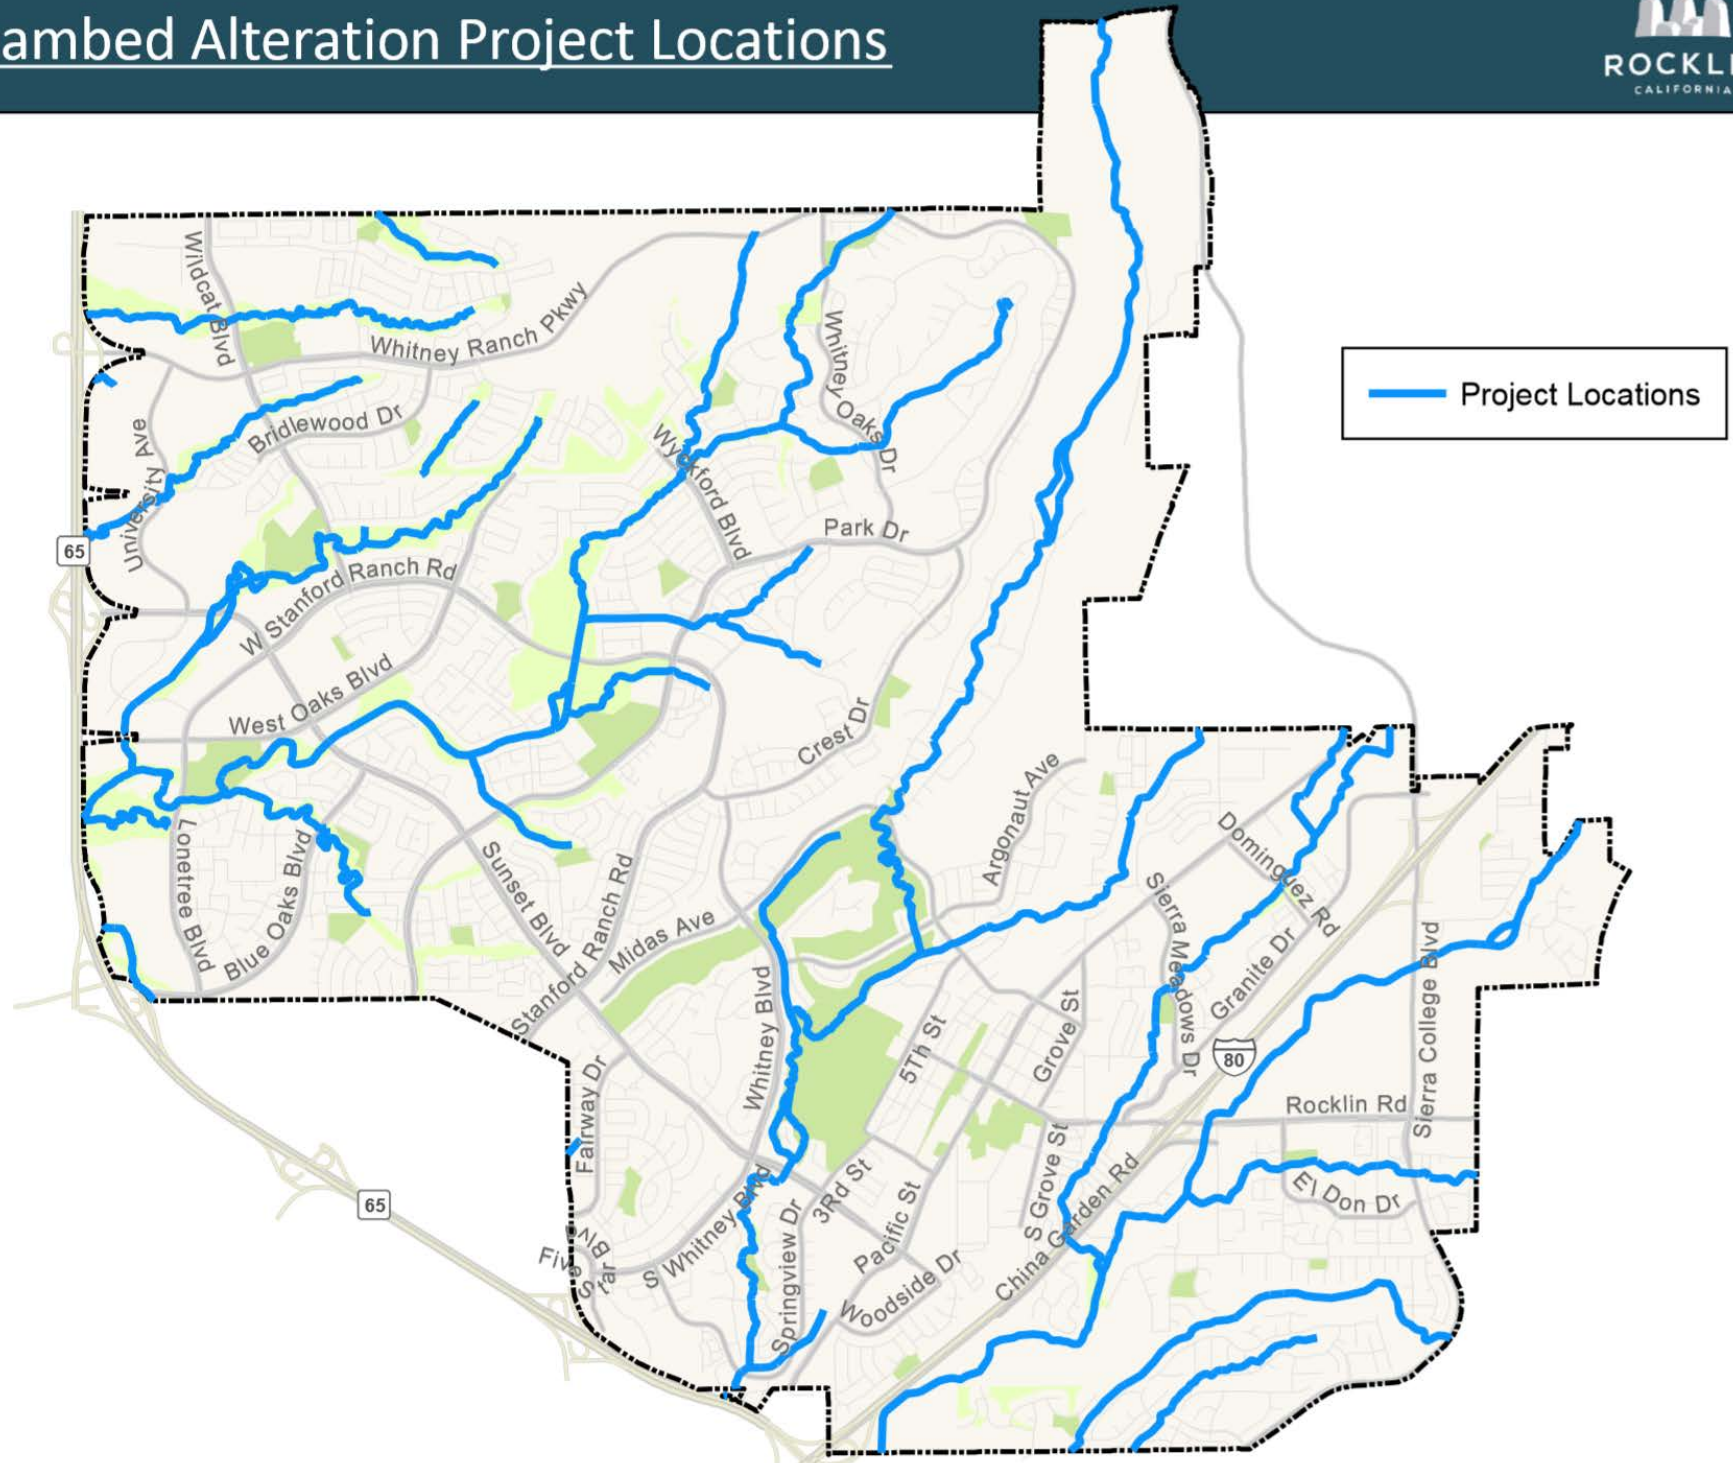 ambed Alteration Project Locations
ROCKLI
CALIFORNIA
Wildcat Blvd
Whitney Ranch Pkwy
Whitney Oaks Dr
Project Locations
University Ave
Bridlewood Dr
Wyckford Blvd
Park Dr
65
W Stanford Ranch Rd
West Oaks Blvd
Crest Dr
Argonaut Ave
Lonetree Blvd
Blue Oaks Blvd
Sunset Blvd
Stanford Ranch Rd
Midas Ave
Dominguez Rd
Sierra Meadows Dr
Granite Dr
Sierra College Blvd
Whitney Blvd
5Th St
Grove St
80
Fairway Dr
Rocklin Rd
65
El Don Dr
3Rd St
S Grove St
China Garden Rd
Pacific St
Five Star Blvd
S Whitney Blvd
Springview Dr
Woodside Dr